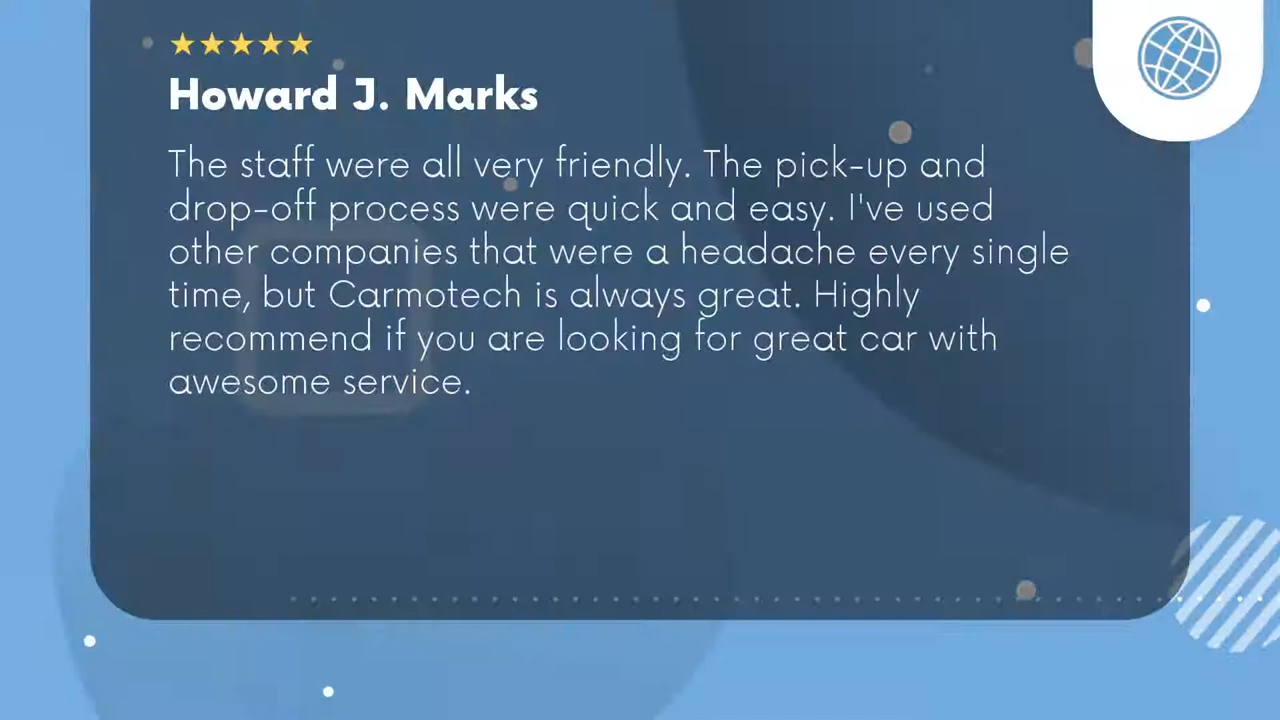 Howard J. Marks
The staff were all very friendly. The pick-up and
drop-off process were quick and easy. I've used
other companies that were a headache every single
time, but Carmotech is always great. Highly
recommend if you are looking for great car with
awesome service.